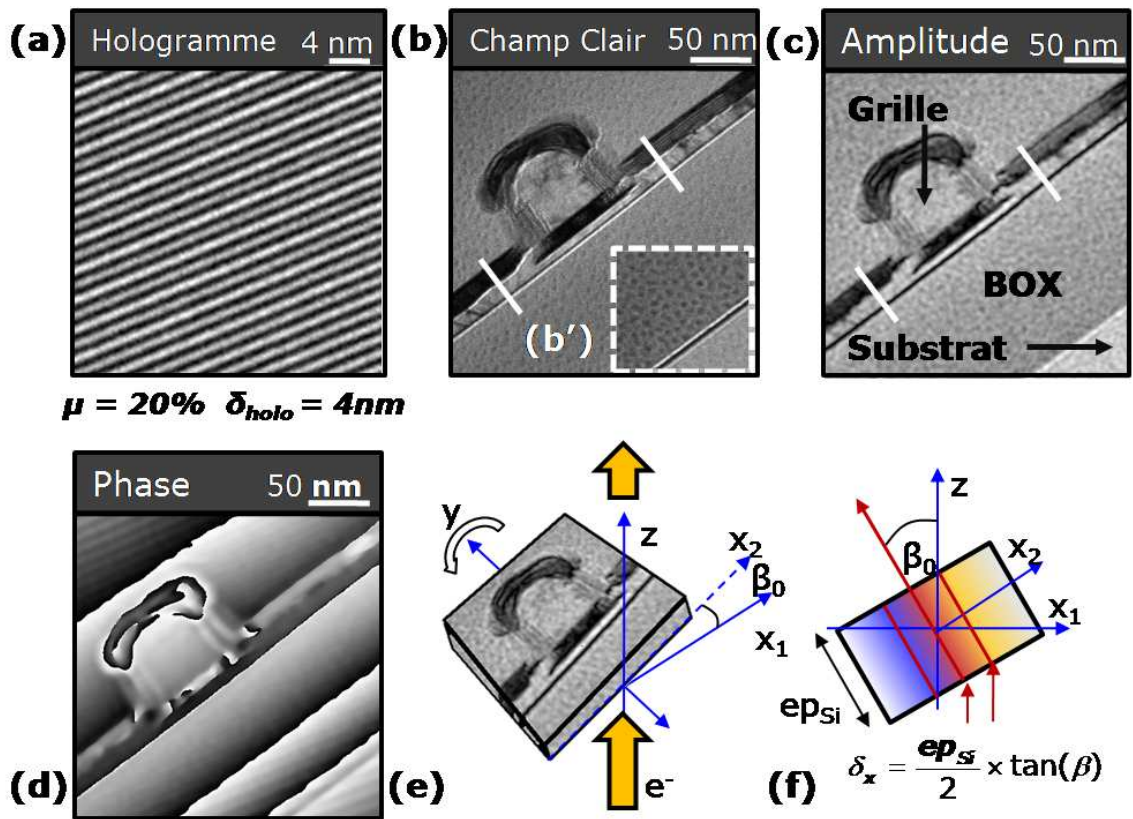 (a) Hologramme 4 nm
(b) Champ Clair 50 nm
(c) Amplitude 50 nm
Grille
BOX
(b')
Substrat
μ = 20% δholo = 4nm
(d) Phase 50 nm
(e)
y
z
x₂
β₀
x₁
e⁻
(f)
z
β₀
x₂
x₁
epSi
δx = epSi/2 × tan(β)